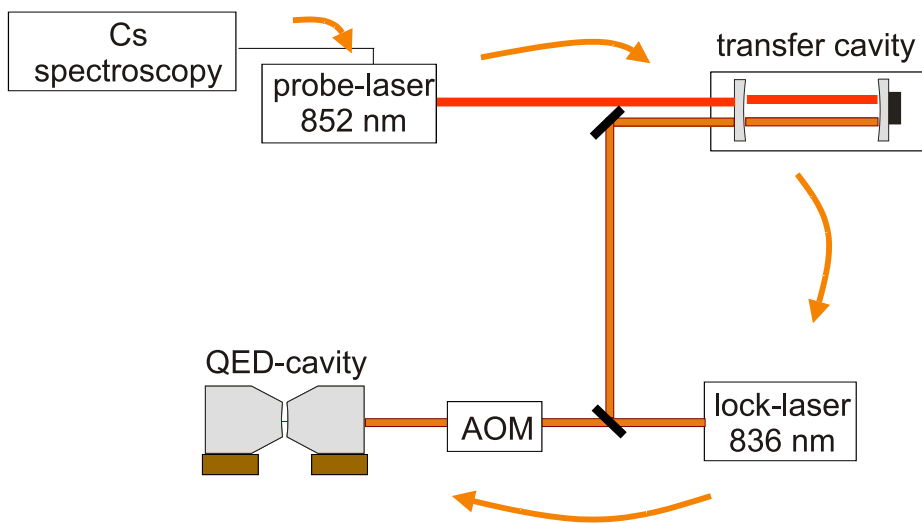 Cs
spectroscopy
probe-laser
852 nm
transfer cavity
QED-cavity
AOM
lock-laser
836 nm